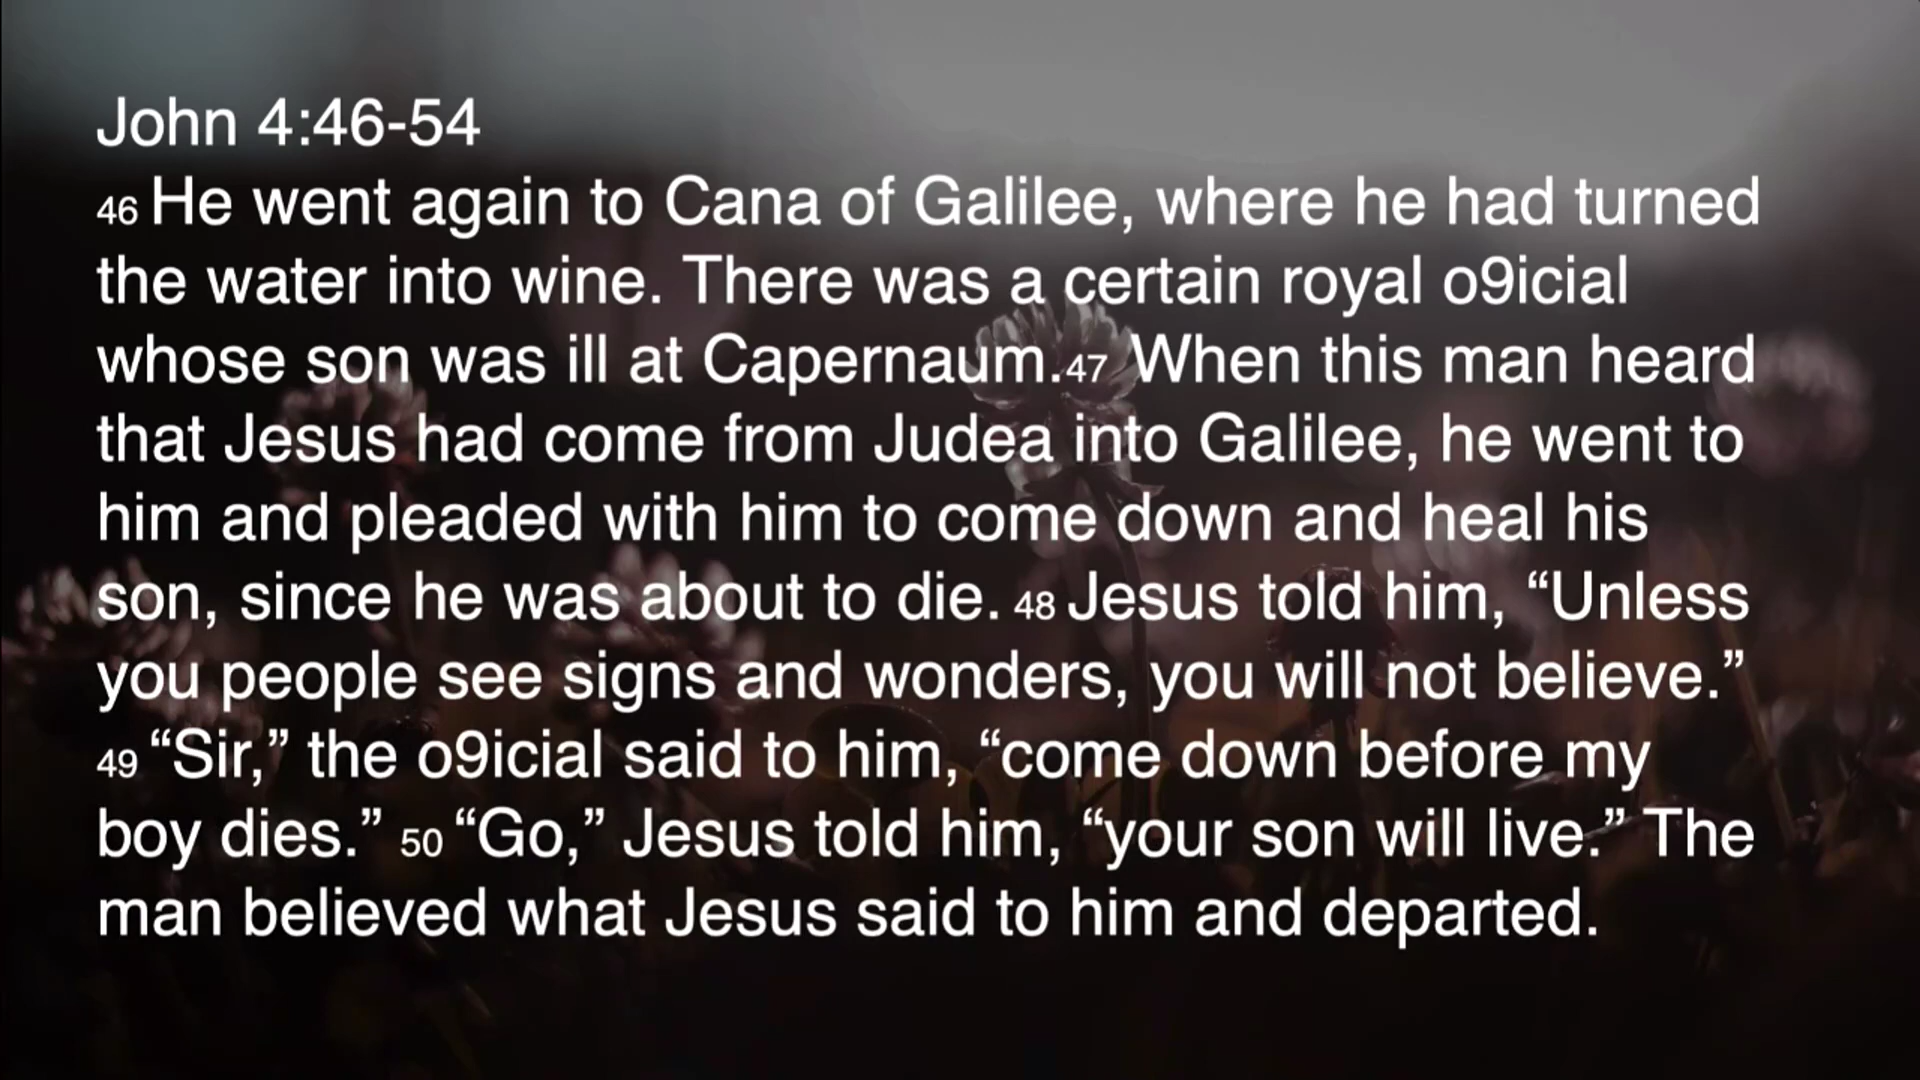 John 4:46-54
46 He went again to Cana of Galilee, where he had turned
the water into wine. There was a certain royal o9icial
whose son was ill at Capernaum.47 When this man heard
that Jesus had come from Judea into Galilee, he went to
him and pleaded with him to come down and heal his
son, since he was about to die. 48 Jesus told him, “Unless
you people see signs and wonders, you will not believe.”
49 “Sir,” the o9icial said to him, “come down before my
boy dies.” 50 “Go,” Jesus told him, “your son will live.” The
man believed what Jesus said to him and departed.